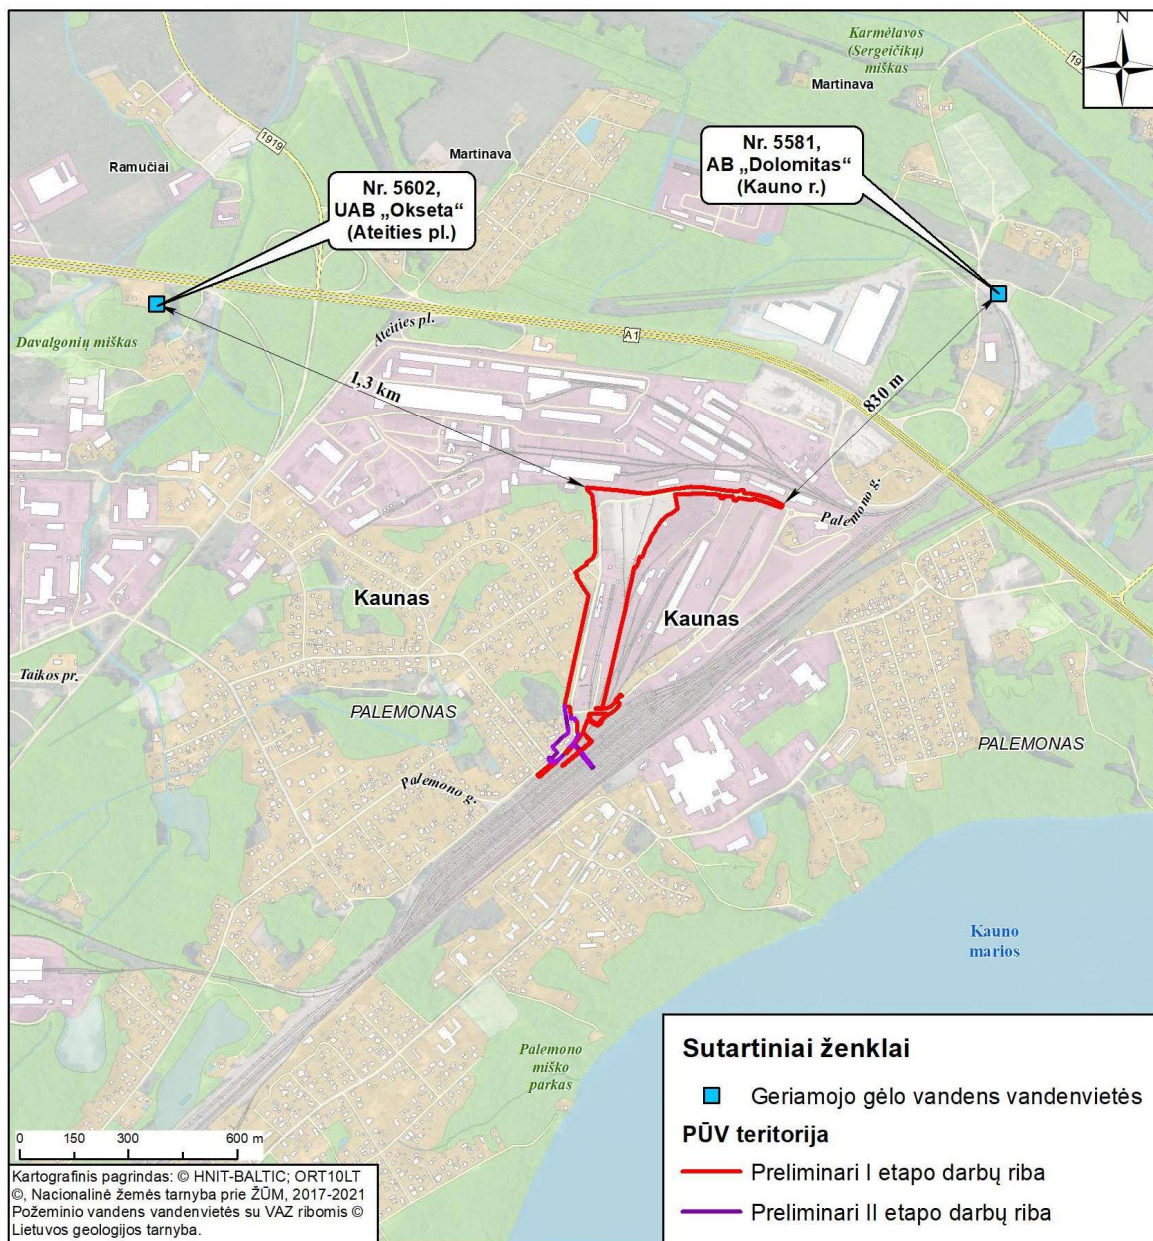 N
Karmėlavos
(Sergeičikų)
miškas
Martinava
19
1919
Ramučiai
Martinava
Nr. 5581,
AB „Dolomitas“
(Kauno r.)
Nr. 5602,
UAB „Okseta“
(Ateities pl.)
Davalgonių miškas
Ateities pl.
A1
1,3 km
830 m
Palemono g.
Kaunas
Kaunas
Taikos pr.
PALEMONAS
PALEMONAS
Palemono g.
Kauno
marios
Palemono
miško
parkas
0 150 300 600 m
Kartografinis pagrindas: © HNIT-BALTIC; ORT10LT
©, Nacionalinė žemės tarnyba prie ŽŪM, 2017-2021
Požeminio vandens vandenvietės su VAZ ribomis ©
Lietuvos geologijos tarnyba.
Sutartiniai ženklai
Geriamojo gėlo vandens vandenvietės
PŪV teritorija
Preliminari I etapo darbų riba
Preliminari II etapo darbų riba